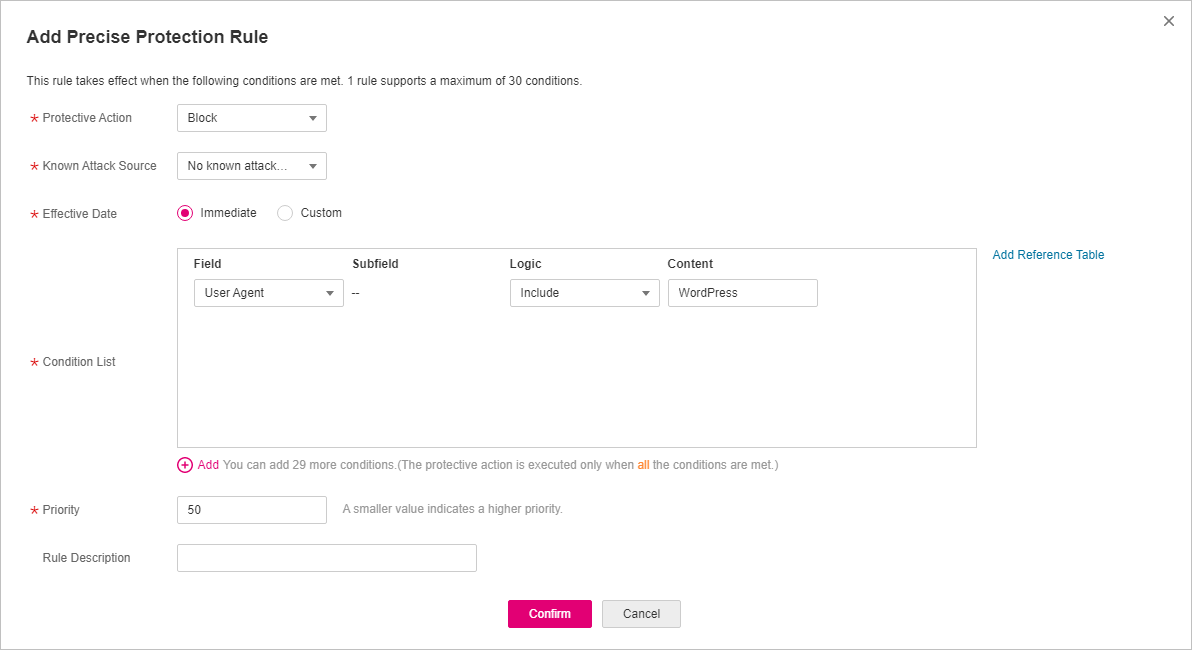 Add Precise Protection Rule
This rule takes effect when the following conditions are met. 1 rule supports a maximum of 30 conditions.
* Protective Action Block
* Known Attack Source No known attack...
* Effective Date Immediate Custom
Field Subfield Logic Content Add Reference Table
User Agent -- Include WordPress
* Condition List
Add You can add 29 more conditions.(The protective action is executed only when all the conditions are met.)
* Priority 50 A smaller value indicates a higher priority.
Rule Description
Confirm Cancel